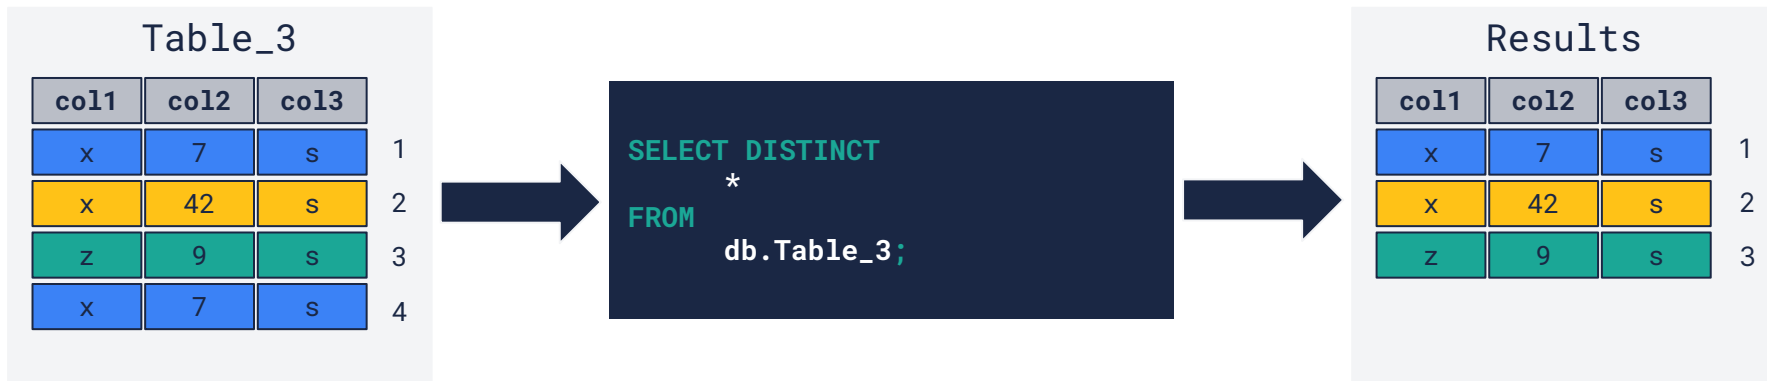 Table_3
col1 col2 col3
x 7 s 1
x 42 s 2
z 9 s 3
x 7 s 4
SELECT DISTINCT
*
FROM
db.Table_3;
Results
col1 col2 col3
x 7 s 1
x 42 s 2
z 9 s 3